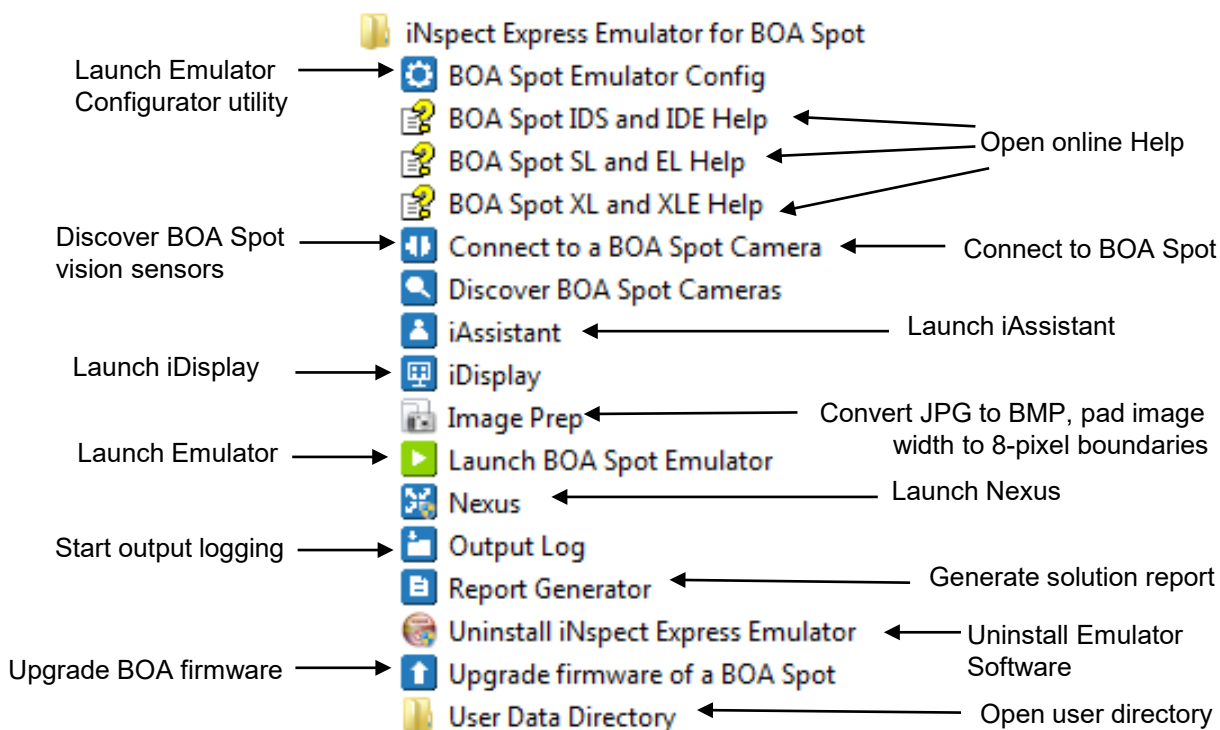 iNspect Express Emulator for BOA Spot
Launch Emulator
Configurator utility
BOA Spot Emulator Config
BOA Spot IDS and IDE Help
Open online Help
BOA Spot SL and EL Help
BOA Spot XL and XLE Help
Discover BOA Spot
vision sensors
Connect to a BOA Spot Camera
Connect to BOA Spot
Discover BOA Spot Cameras
iAssistant
Launch iAssistant
Launch iDisplay
iDisplay
Image Prep
Convert JPG to BMP, pad image
width to 8-pixel boundaries
Launch Emulator
Launch BOA Spot Emulator
Nexus
Launch Nexus
Start output logging
Output Log
Report Generator
Generate solution report
Uninstall iNspect Express Emulator
Uninstall Emulator
Software
Upgrade BOA firmware
Upgrade firmware of a BOA Spot
User Data Directory
Open user directory